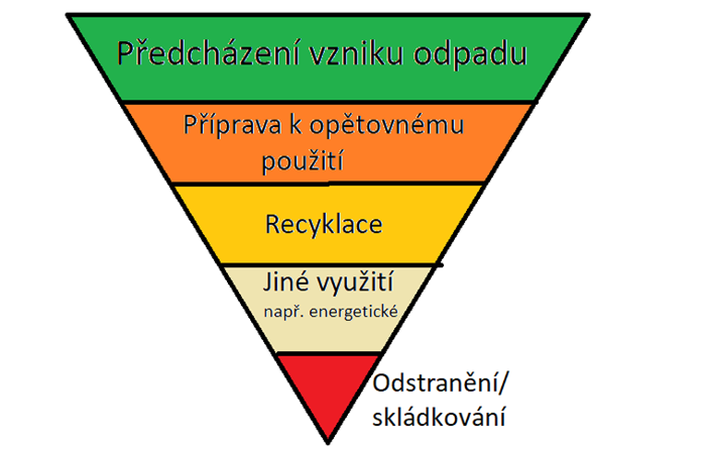 Předcházení vzniku odpadu
Příprava k opětovnému
použití
Recyklace
Jiné využití
např. energetické
Odstranění/
skládkování